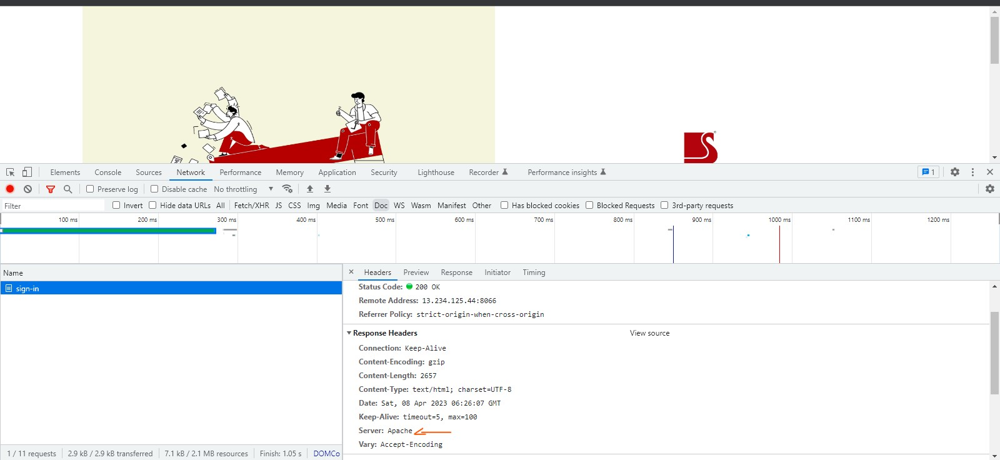 Elements Console Sources Network Performance Memory Application Security Lighthouse Recorder Performance insights 1
Preserve log Disable cache No throttling
Filter Invert Hide data URLs All Fetch/XHR JS CSS Img Media Font Doc WS Wasm Manifest Other Has blocked cookies Blocked Requests 3rd-party requests
100 ms 200 ms 300 ms 400 ms 500 ms 600 ms 700 ms 800 ms 900 ms 1000 ms 1100 ms 1200 ms
Name
sign-in
Headers Preview Response Initiator Timing
Status Code: 200 OK
Remote Address: 13.234.125.44:8066
Referrer Policy: strict-origin-when-cross-origin
Response Headers View source
Connection: Keep-Alive
Content-Encoding: gzip
Content-Length: 2657
Content-Type: text/html; charset=UTF-8
Date: Sat, 08 Apr 2023 06:26:07 GMT
Keep-Alive: timeout=5, max=100
Server: Apache
Vary: Accept-Encoding
1 / 11 requests 2.9 kB / 2.9 kB transferred 7.1 kB / 2.1 MB resources Finish: 1.05 s DOMCo